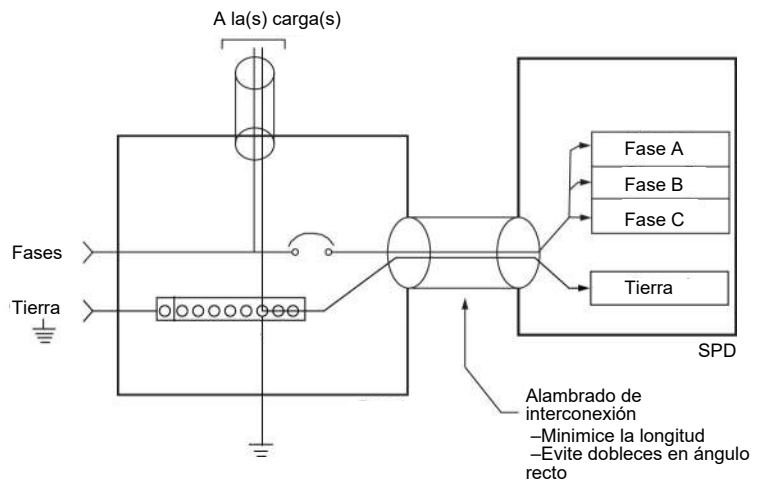 A la(s) carga(s)
Fase A
Fase B
Fase C
Fases
Tierra
Tierra
SPD
Alambrado de
interconexión
–Minimice la longitud
–Evite dobleces en ángulo
recto